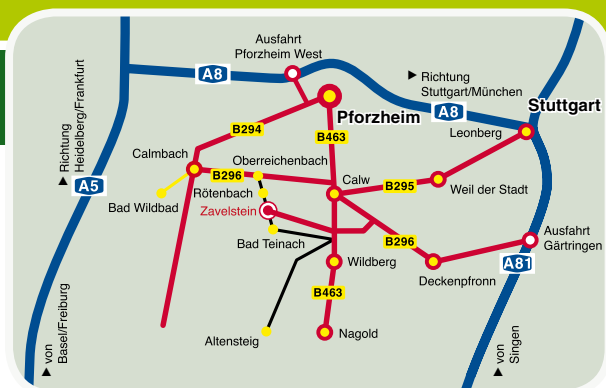 Ausfahrt
Pforzheim West
A8
Richtung
Stuttgart/München
A8
Stuttgart
Richtung
Heidelberg/Frankfurt
Pforzheim
Leonberg
B294
B463
Calmbach
Oberreichenbach
B296
Calw
B295
Weil der Stadt
A5
Rötenbach
Bad Wildbad
Zavelstein
Bad Teinach
B296
Ausfahrt
Gärtringen
A81
Wildberg
Deckenpfronn
B463
Altensteig
Nagold
von
Basel/Freiburg
von
Singen